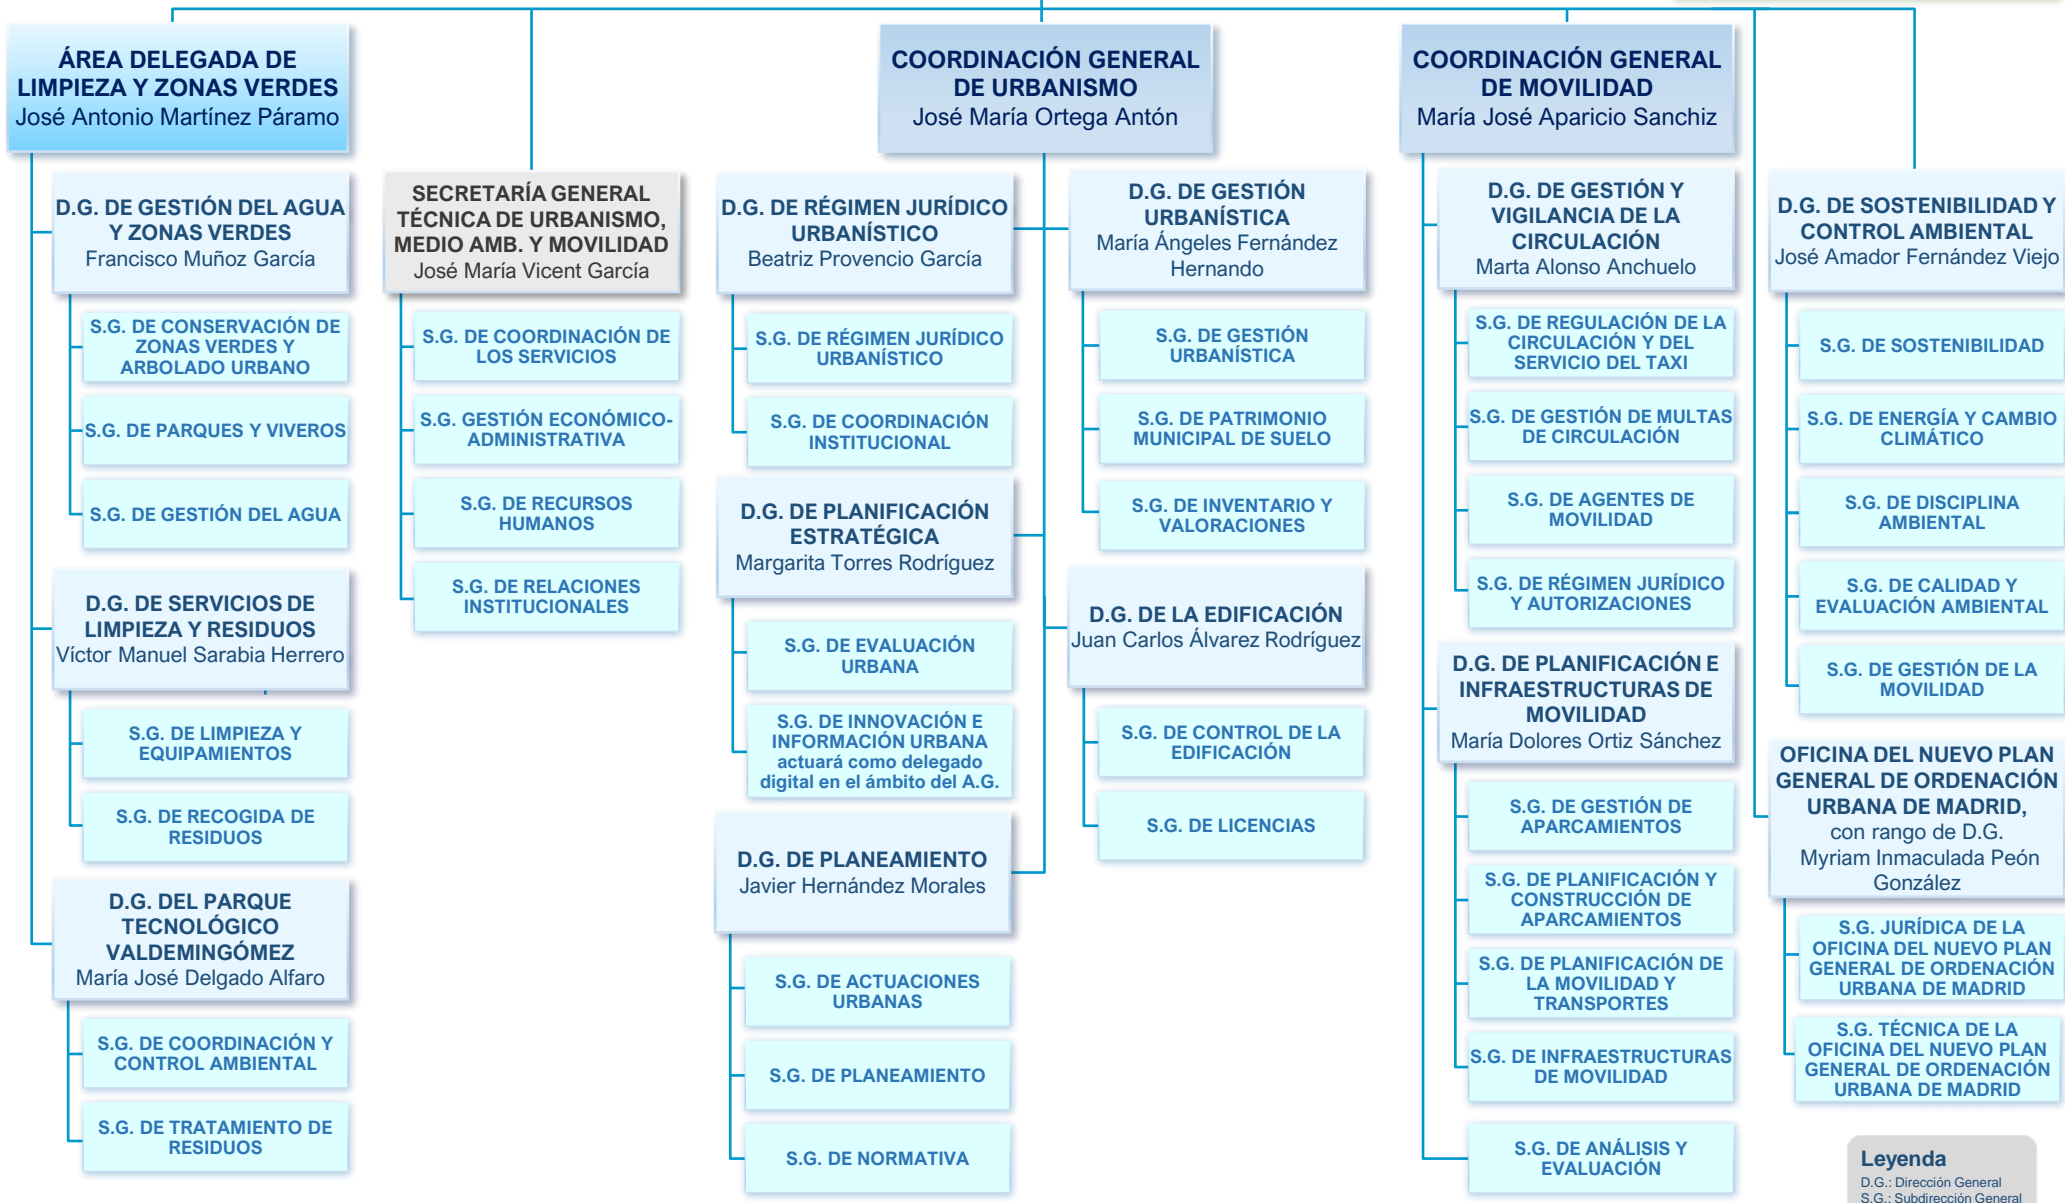 ÁREA DELEGADA DE
LIMPIEZA Y ZONAS VERDES
José Antonio Martínez Páramo
D.G. DE GESTIÓN DEL AGUA
Y ZONAS VERDES
Francisco Muñoz García
S.G. DE CONSERVACIÓN DE
ZONAS VERDES Y
ARBOLADO URBANO
S.G. DE PARQUES Y VIVEROS
S.G. DE GESTIÓN DEL AGUA
D.G. DE SERVICIOS DE
LIMPIEZA Y RESIDUOS
Víctor Manuel Sarabia Herrero
S.G. DE LIMPIEZA Y
EQUIPAMIENTOS
S.G. DE RECOGIDA DE
RESIDUOS
D.G. DEL PARQUE
TECNOLÓGICO
VALDEMINGÓMEZ
María José Delgado Alfaro
S.G. DE COORDINACIÓN Y
CONTROL AMBIENTAL
S.G. DE TRATAMIENTO DE
RESIDUOS
SECRETARÍA GENERAL
TÉCNICA DE URBANISMO,
MEDIO AMB. Y MOVILIDAD
José María Vicent García
S.G. DE COORDINACIÓN DE
LOS SERVICIOS
S.G. GESTIÓN ECONÓMICO-
ADMINISTRATIVA
S.G. DE RECURSOS
HUMANOS
S.G. DE RELACIONES
INSTITUCIONALES
COORDINACIÓN GENERAL
DE URBANISMO
José María Ortega Antón
D.G. DE RÉGIMEN JURÍDICO
URBANÍSTICO
Beatriz Provencio García
S.G. DE RÉGIMEN JURÍDICO
URBANÍSTICO
S.G. DE COORDINACIÓN
INSTITUCIONAL
D.G. DE PLANIFICACIÓN
ESTRATÉGICA
Margarita Torres Rodríguez
S.G. DE EVALUACIÓN
URBANA
S.G. DE INNOVACIÓN E
INFORMACIÓN URBANA
actuará como delegado
digital en el ámbito del A.G.
D.G. DE PLANEAMIENTO
Javier Hernández Morales
S.G. DE ACTUACIONES
URBANAS
S.G. DE PLANEAMIENTO
S.G. DE NORMATIVA
D.G. DE GESTIÓN
URBANÍSTICA
María Ángeles Fernández
Hernando
S.G. DE GESTIÓN
URBANÍSTICA
S.G. DE PATRIMONIO
MUNICIPAL DE SUELO
S.G. DE INVENTARIO Y
VALORACIONES
D.G. DE LA EDIFICACIÓN
Juan Carlos Álvarez Rodríguez
S.G. DE CONTROL DE LA
EDIFICACIÓN
S.G. DE LICENCIAS
COORDINACIÓN GENERAL
DE MOVILIDAD
María José Aparicio Sanchiz
D.G. DE GESTIÓN Y
VIGILANCIA DE LA
CIRCULACIÓN
Marta Alonso Anchuelo
S.G. DE REGULACIÓN DE LA
CIRCULACIÓN Y DEL
SERVICIO DEL TAXI
S.G. DE GESTIÓN DE MULTAS
DE CIRCULACIÓN
S.G. DE AGENTES DE
MOVILIDAD
S.G. DE RÉGIMEN JURÍDICO
Y AUTORIZACIONES
D.G. DE PLANIFICACIÓN E
INFRAESTRUCTURAS DE
MOVILIDAD
María Dolores Ortiz Sánchez
S.G. DE GESTIÓN DE
APARCAMIENTOS
S.G. DE PLANIFICACIÓN Y
CONSTRUCCIÓN DE
APARCAMIENTOS
S.G. DE PLANIFICACIÓN DE
LA MOVILIDAD Y
TRANSPORTES
S.G. DE INFRAESTRUCTURAS
DE MOVILIDAD
S.G. DE ANÁLISIS Y
EVALUACIÓN
D.G. DE SOSTENIBILIDAD Y
CONTROL AMBIENTAL
José Amador Fernández Viejo
S.G. DE SOSTENIBILIDAD
S.G. DE ENERGÍA Y CAMBIO
CLIMÁTICO
S.G. DE DISCIPLINA
AMBIENTAL
S.G. DE CALIDAD Y
EVALUACIÓN AMBIENTAL
S.G. DE GESTIÓN DE LA
MOVILIDAD
OFICINA DEL NUEVO PLAN
GENERAL DE ORDENACIÓN
URBANA DE MADRID,
con rango de D.G.
Myriam Inmaculada Peón
González
S.G. JURÍDICA DE LA
OFICINA DEL NUEVO PLAN
GENERAL DE ORDENACIÓN
URBANA DE MADRID
S.G. TÉCNICA DE LA
OFICINA DEL NUEVO PLAN
GENERAL DE ORDENACIÓN
URBANA DE MADRID
Leyenda
D.G.: Dirección General
S.G.: Subdirección General